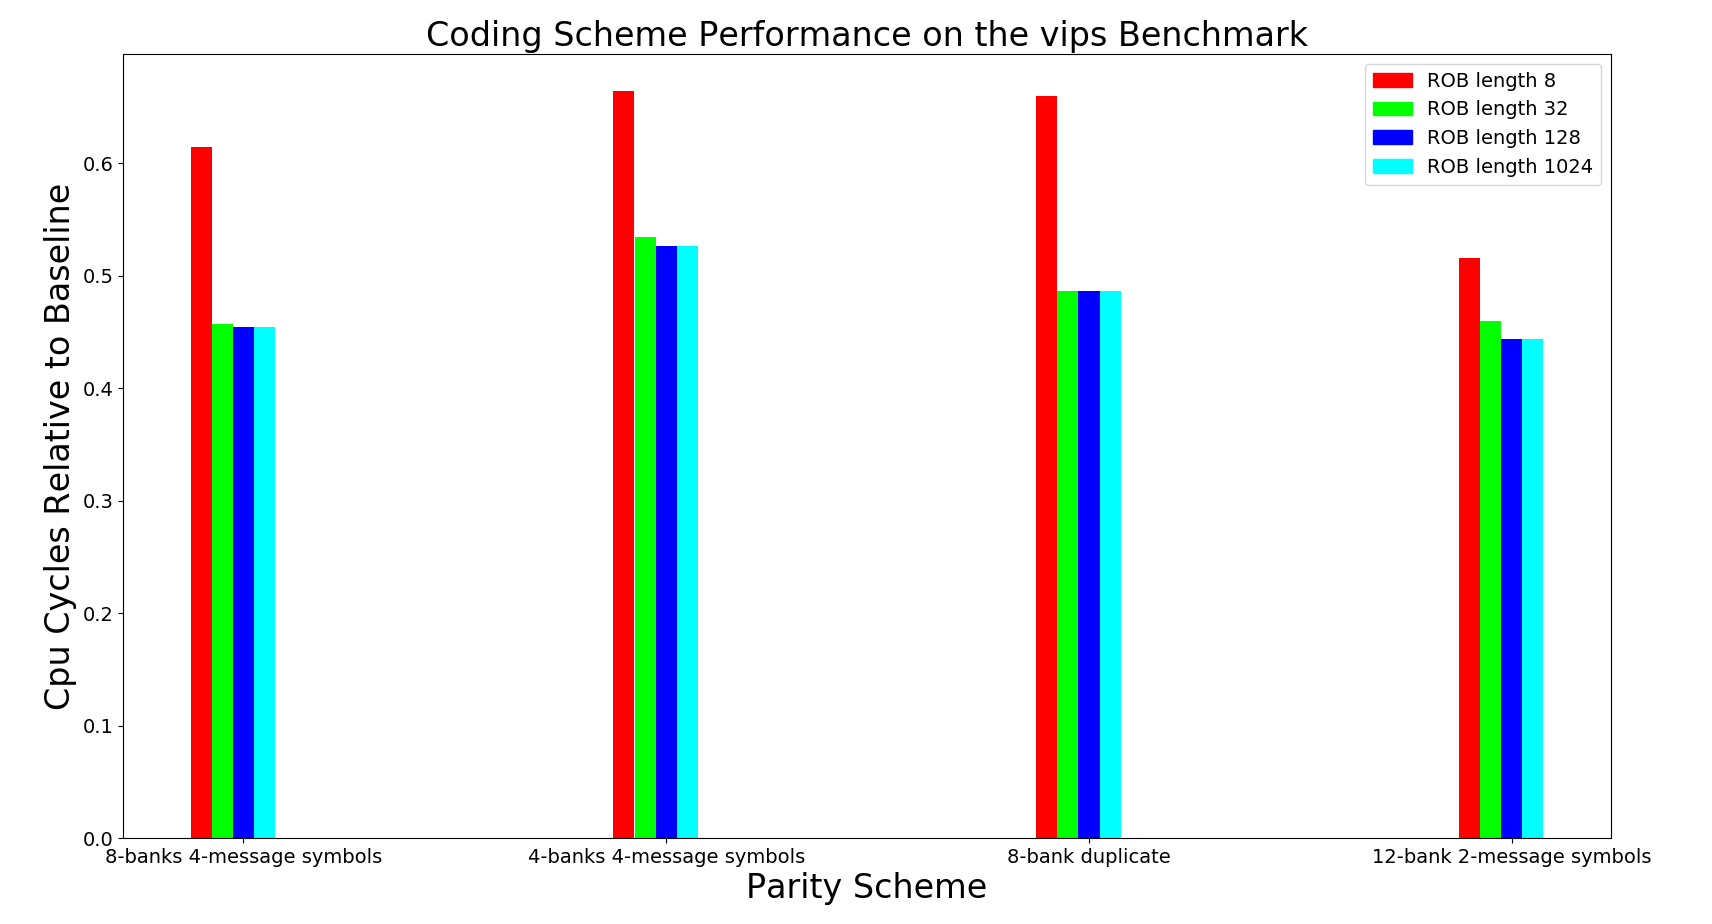 Coding Scheme Performance on the vips Benchmark
ROB length 8
ROB length 32
ROB length 128
ROB length 1024
Cpu Cycles Relative to Baseline
0.6
0.5
0.4
0.3
0.2
0.1
0.0
8-banks 4-message symbols
4-banks 4-message symbols
8-bank duplicate
12-bank 2-message symbols
Parity Scheme